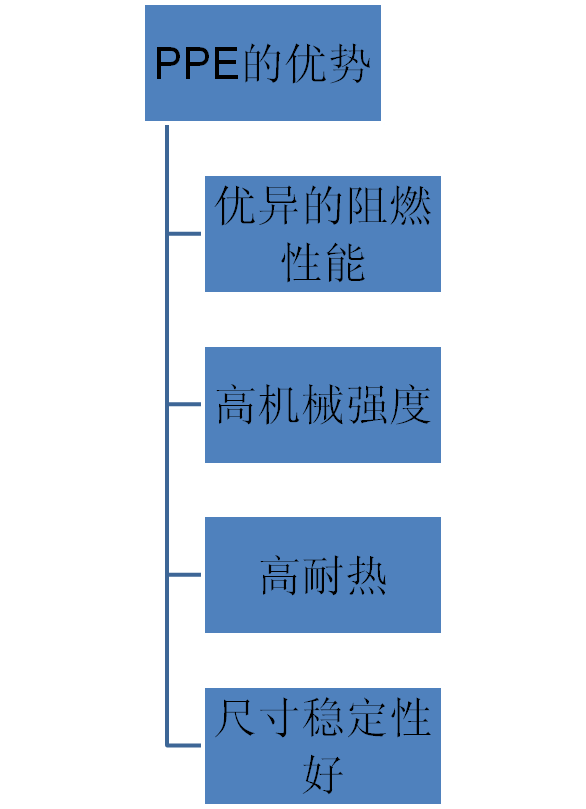 PPE的优势
优异的阻燃
性能
高机械强度
高耐热
尺寸稳定性
好